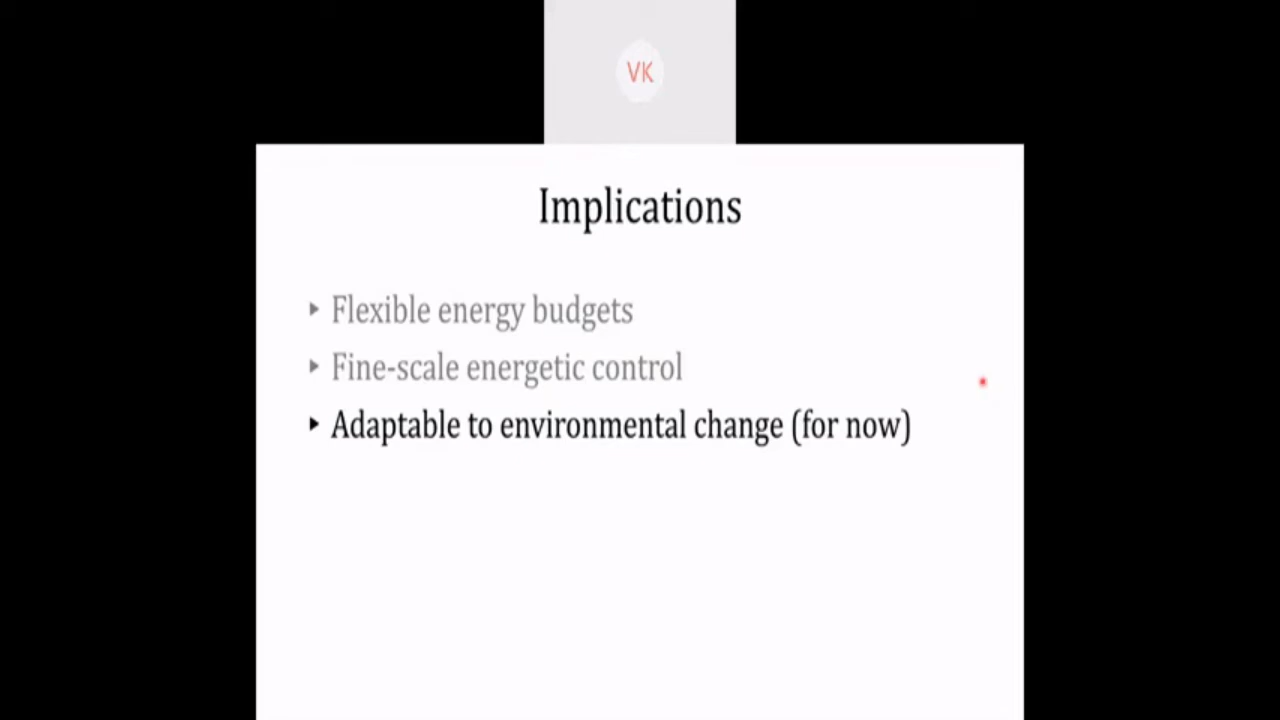 VK
Implications
Flexible energy budgets
Fine-scale energetic control
Adaptable to environmental change (for now)